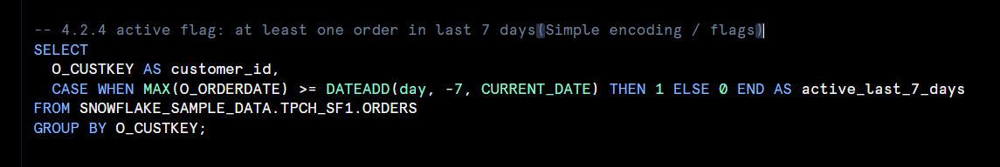 -- 4.2.4 active flag: at least one order in last 7 days(Simple encoding / flags)
SELECT
  O_CUSTKEY AS customer_id,
  CASE WHEN MAX(O_ORDERDATE) >= DATEADD(day, -7, CURRENT_DATE) THEN 1 ELSE 0 END AS active_last_7_days
FROM SNOWFLAKE_SAMPLE_DATA.TPCH_SF1.ORDERS
GROUP BY O_CUSTKEY;